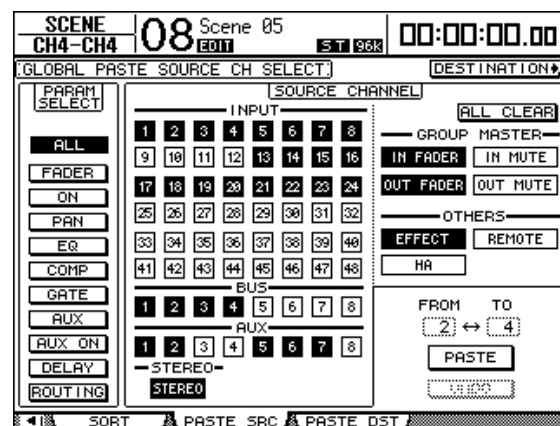 SCENE
CH4-CH4
08 Scene 05
EDIT
ST 96K
00:00:00.00
GLOBAL PASTE SOURCE CH SELECT
DESTINATION
PARAM SELECT
ALL
FADER
ON
PAN
EQ
COMP
GATE
AUX
AUX ON
DELAY
ROUTING
SOURCE CHANNEL
INPUT
1 2 3 4 5 6 7 8
9 10 11 12 13 14 15 16
17 18 19 20 21 22 23 24
25 26 27 28 29 30 31 32
33 34 35 36 37 38 39 40
41 42 43 44 45 46 47 48
BUS
1 2 3 4 5 6 7 8
AUX
1 2 3 4 5 6 7 8
STEREO
STEREO
ALL CLEAR
GROUP MASTER
IN FADER IN MUTE
OUT FADER OUT MUTE
OTHERS
EFFECT REMOTE
HA
FROM TO
2 ↔ 4
PASTE
SORT
PASTE SRC
PASTE DST